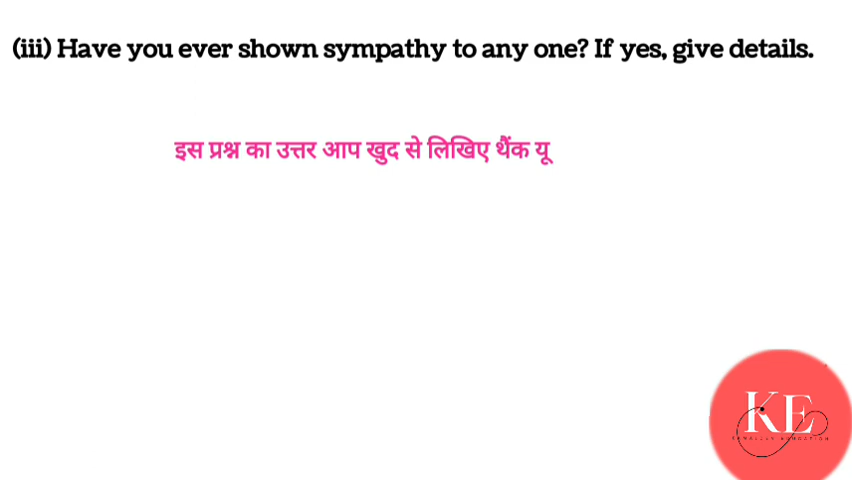 (iii) Have you ever shown sympathy to any one? If yes, give details.
इस प्रश्न का उत्तर आप खुद से लिखिए थैंक यू
KE